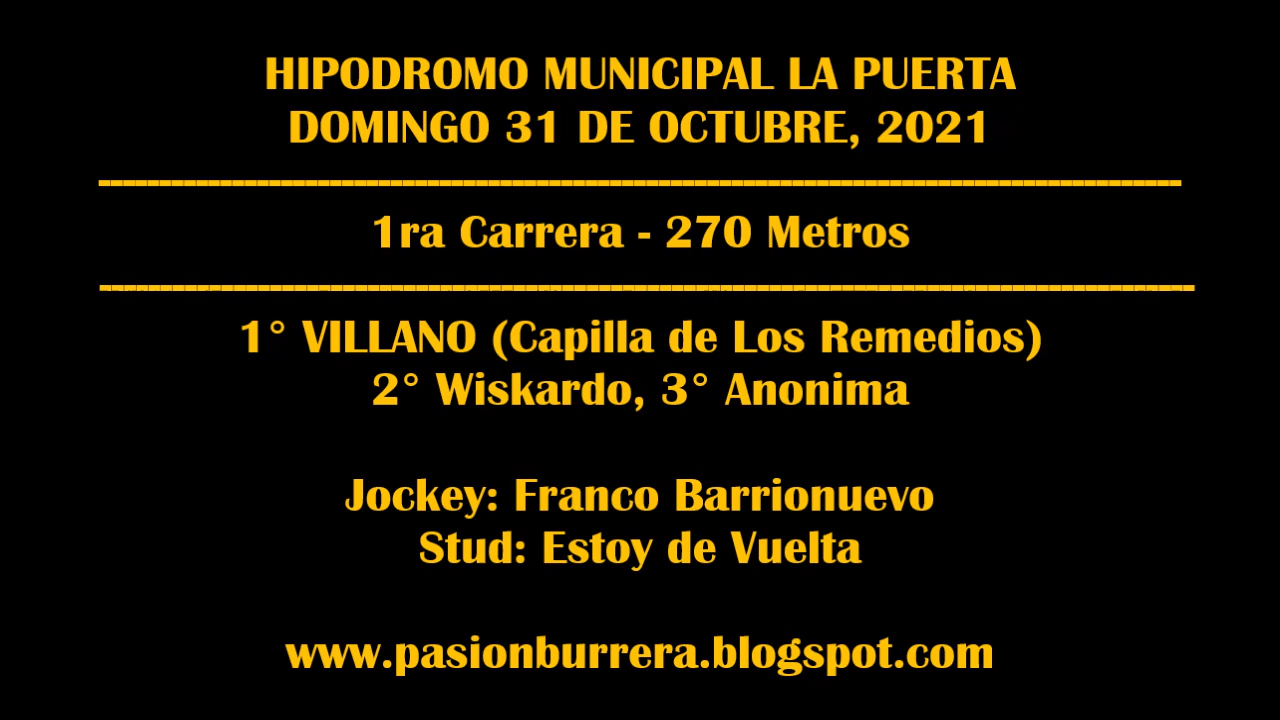 HIPODROMO MUNICIPAL LA PUERTA
DOMINGO 31 DE OCTUBRE, 2021
1ra Carrera - 270 Metros
1° VILLANO (Capilla de Los Remedios)
2° Wiskardo, 3° Anonima
Jockey: Franco Barrionuevo
Stud: Estoy de Vuelta
www.pasionburrera.blogspot.com